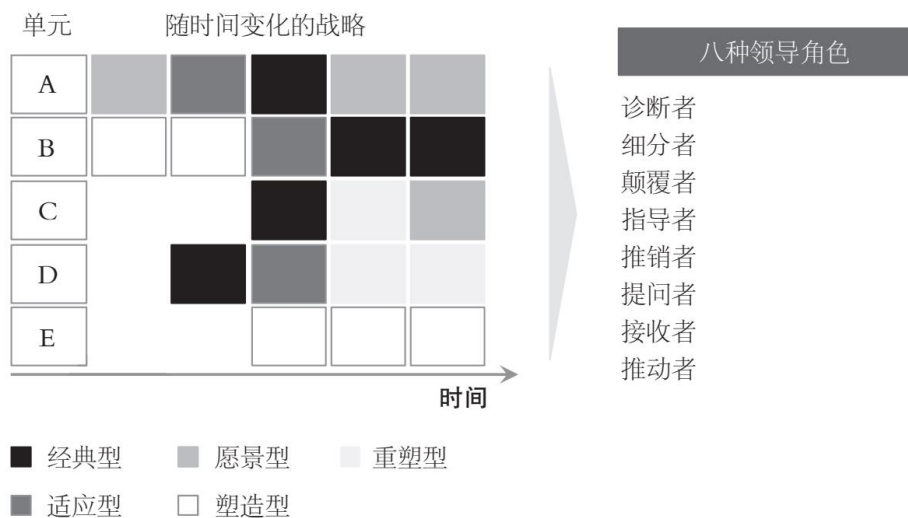 单元 随时间变化的战略
A
B
C
D
E
时间
经典型 愿景型 重塑型
适应型 塑造型
八种领导角色
诊断者
细分者
颠覆者
指导者
推销者
提问者
接收者
推动者